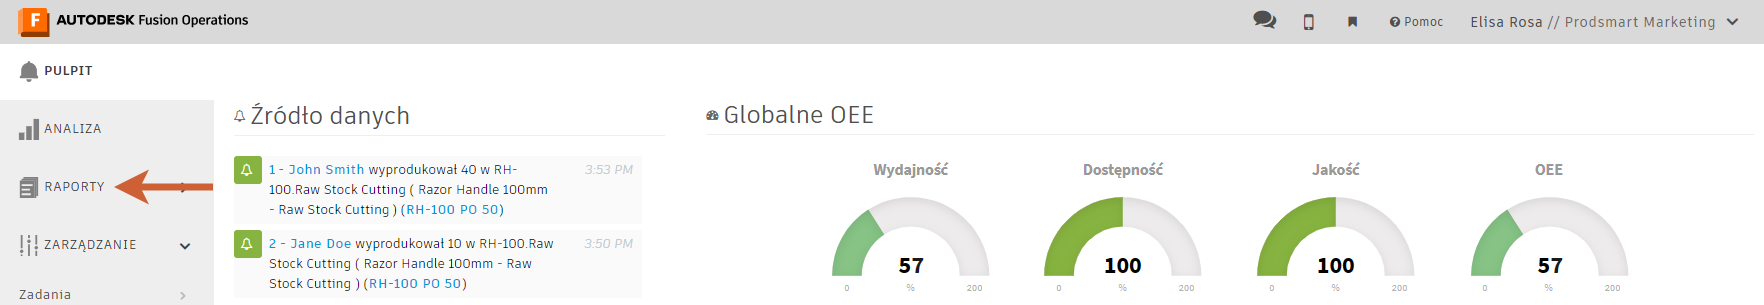 F AUTODESK Fusion Operations
Pomoc
Elisa Rosa // Prodsmart Marketing
PULPIT
ANALIZA
RAPORTY
ZARZĄDZANIE
Zadania
Źródło danych
1 - John Smith wyprodukował 40 w RH-
3:53 PM
100.Raw Stock Cutting ( Razor Handle 100mm
- Raw Stock Cutting ) (RH-100 PO 50)
2 - Jane Doe wyprodukował 10 w RH-100.Raw
3:50 PM
Stock Cutting ( Razor Handle 100mm - Raw
Stock Cutting ) (RH-100 PO 50)
Globalne OEE
Wydajność
57
0 % 200
Dostępność
100
0 % 200
Jakość
100
0 % 200
OEE
57
0 % 200